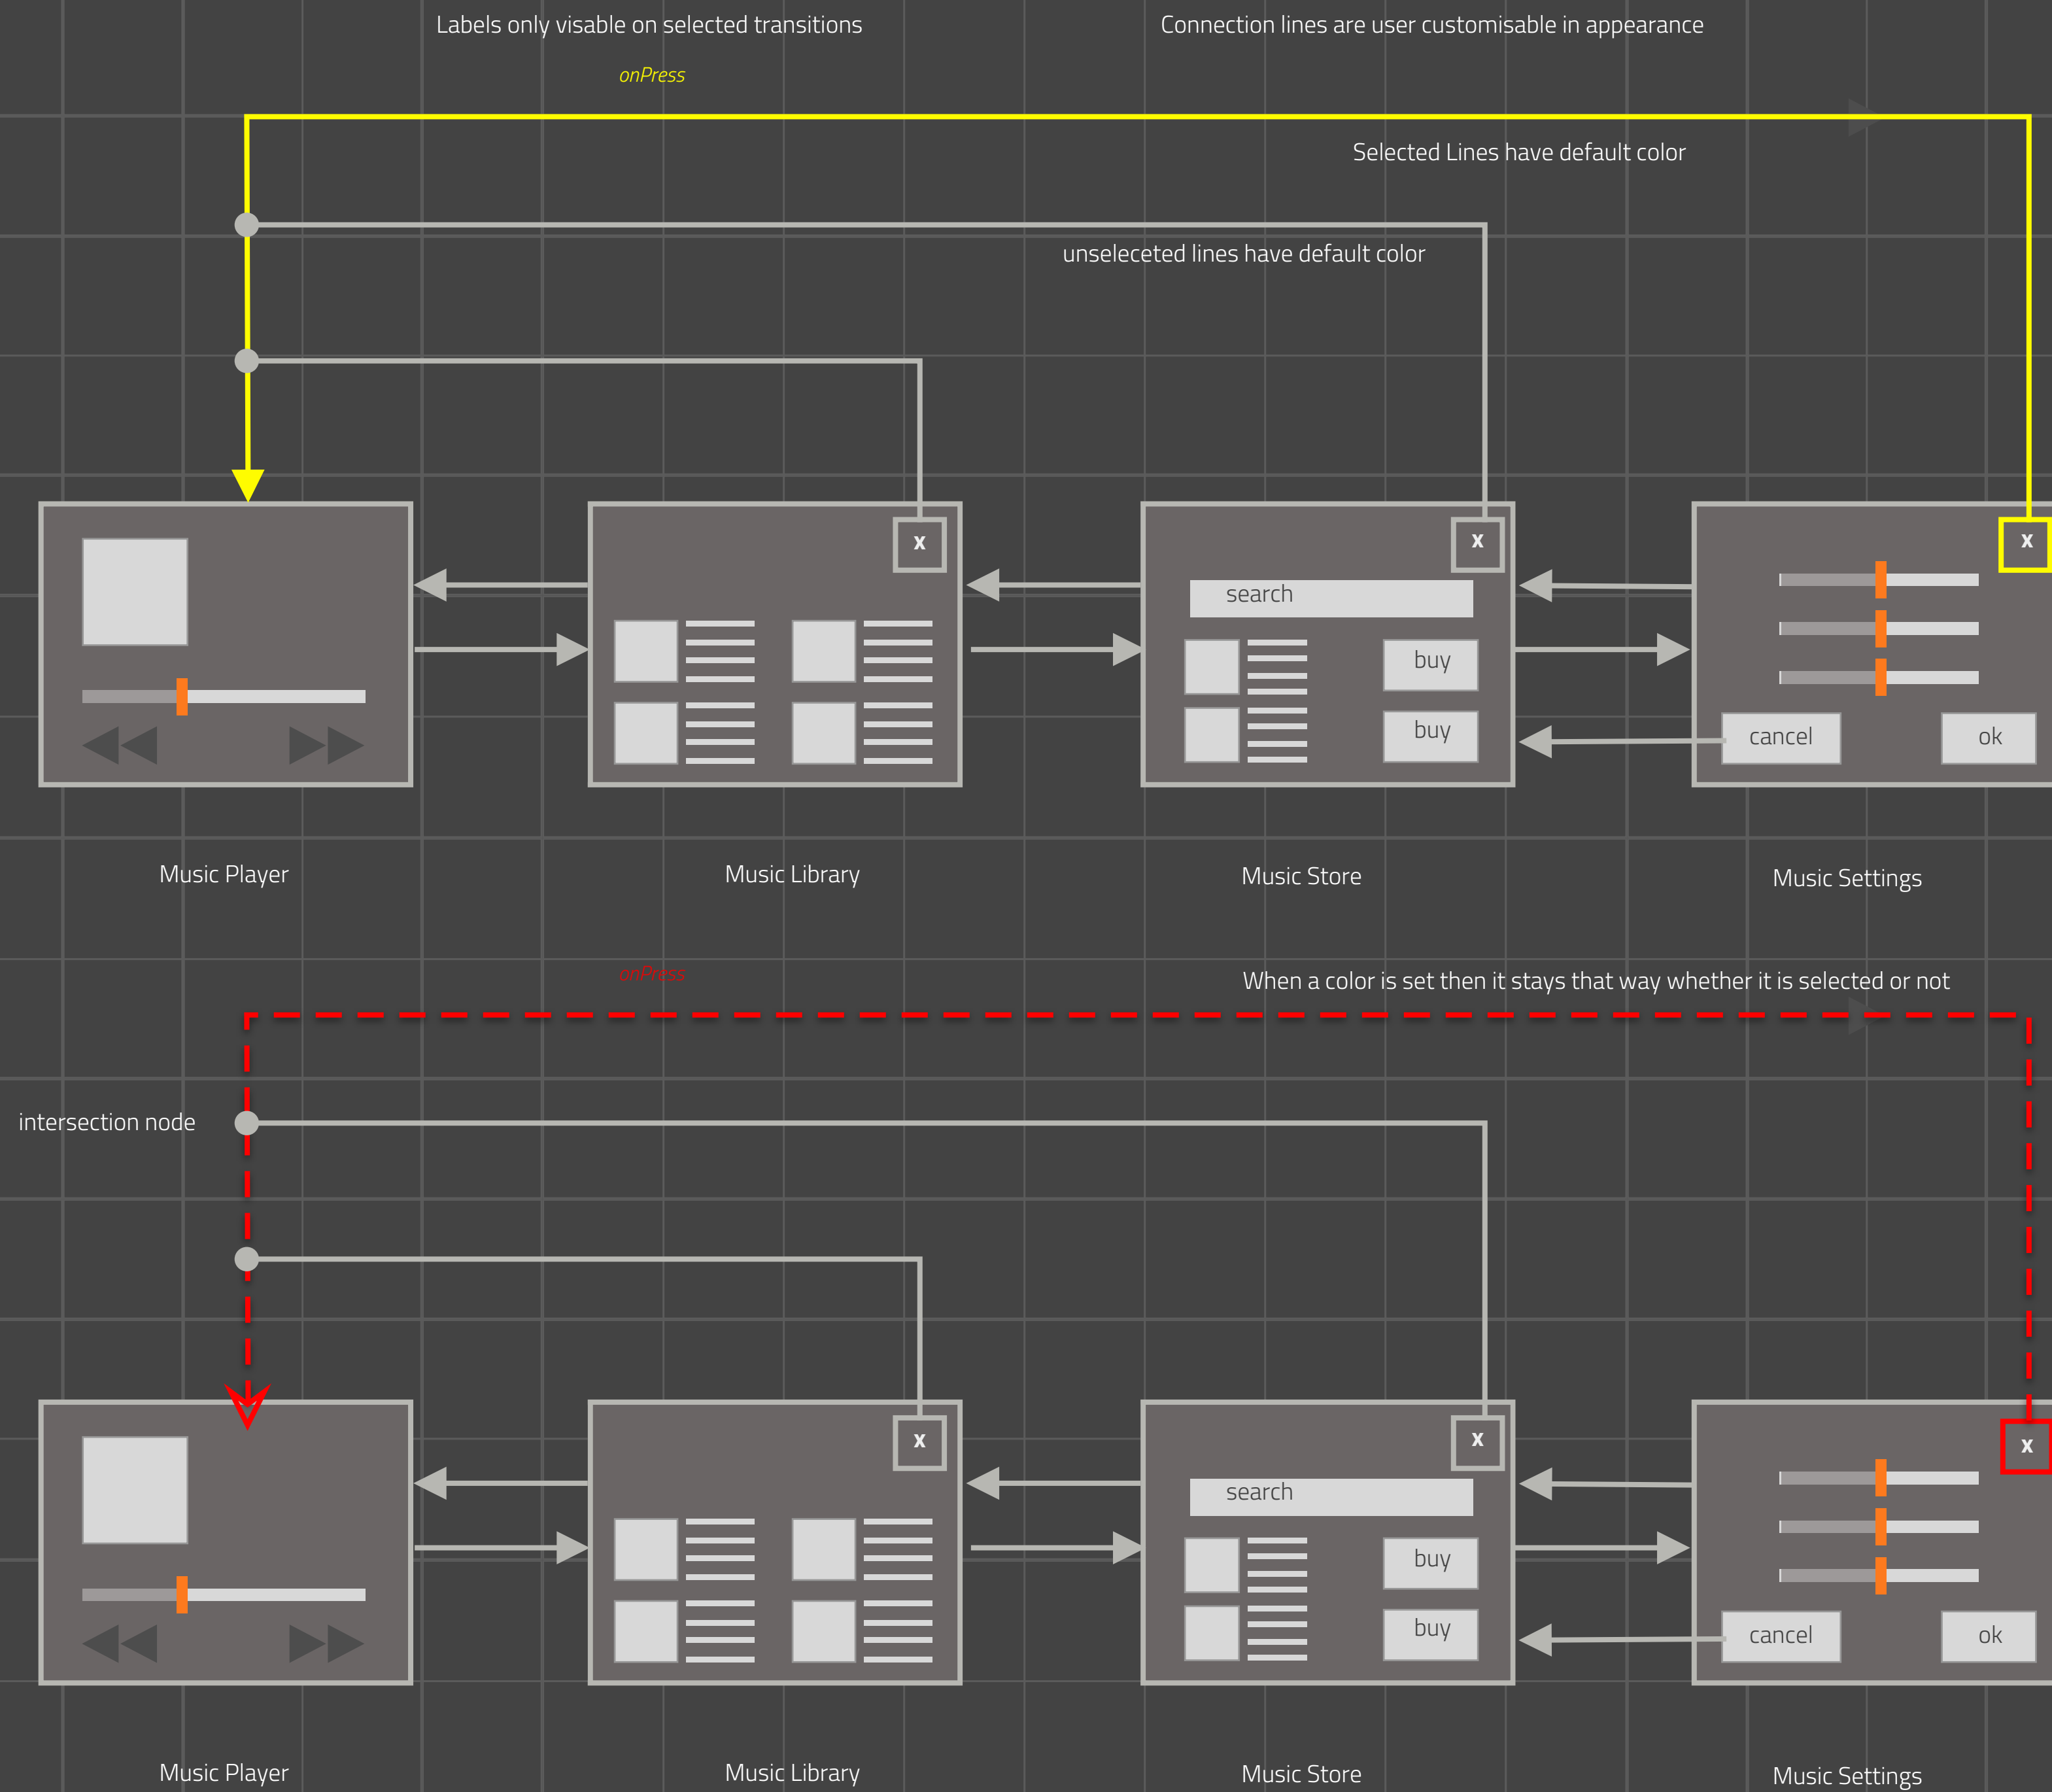 Labels only visable on selected transitions
Connection lines are user customisable in appearance
onPress
Selected Lines have default color
unseleceted lines have default color
x
x
x
search
buy
buy
cancel
ok
Music Player
Music Library
Music Store
Music Settings
onPress
When a color is set then it stays that way whether it is selected or not
intersection node
x
x
x
search
buy
buy
cancel
ok
Music Player
Music Library
Music Store
Music Settings